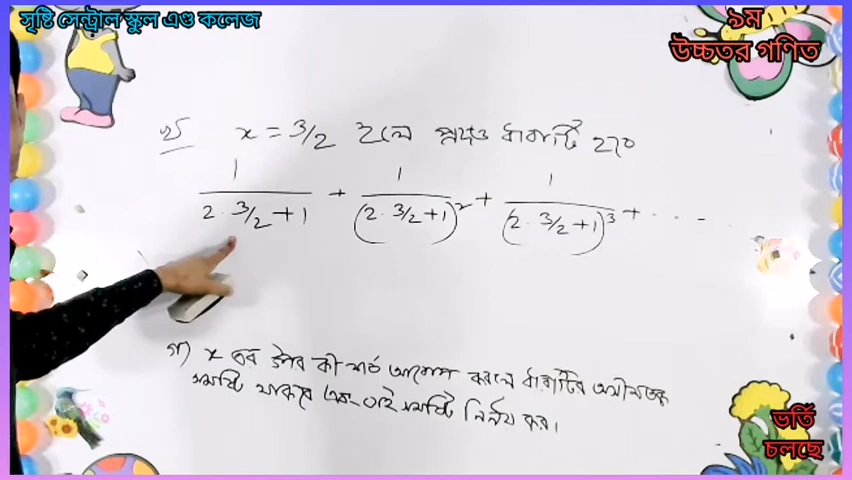 সৃষ্টি সেন্ট্রাল স্কুল এণ্ড কলেজ
৯ম
উচ্চতর গণিত
খ) x = 3/2 হলে প্রদত্ত ধারাটি হবে
1/(2·3/2+1) + 1/(2·3/2+1)² + 1/(2·3/2+1)³ + ...
গ) x এর উপর কী শর্ত আরোপ করলে ধারাটির অসীমতক
সমষ্টি থাকবে এবং সেই সমষ্টি নির্ণয় কর।
ভর্তি
চলছে